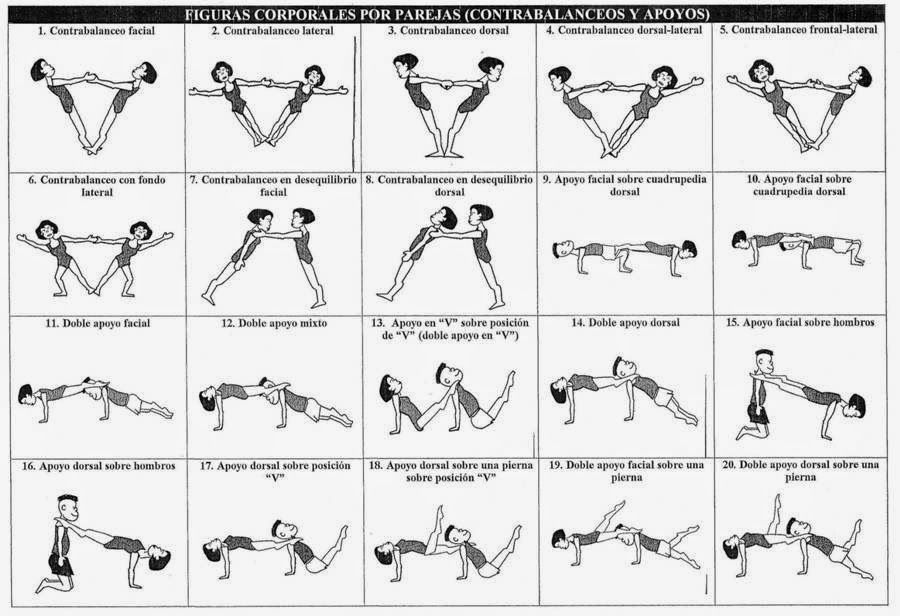 FIGURAS CORPORALES POR PAREJAS (CONTRABALANCEOS Y APOYOS)
1. Contrabalanceo facial
2. Contrabalanceo lateral
3. Contrabalanceo dorsal
4. Contrabalanceo dorsal-lateral
5. Contrabalanceo frontal-lateral
6. Contrabalanceo con fondo
lateral
7. Contrabalanceo en desequilibrio
facial
8. Contrabalanceo en desequilibrio
dorsal
9. Apoyo facial sobre cuadrupedia
dorsal
10. Apoyo facial sobre
cuadrupedia dorsal
11. Doble apoyo facial
12. Doble apoyo mixto
13. Apoyo en “V” sobre posición
de “V” (doble apoyo en “V”)
14. Doble apoyo dorsal
15. Apoyo facial sobre hombros
16. Apoyo dorsal sobre hombros
17. Apoyo dorsal sobre posición
“V”
18. Apoyo dorsal sobre una pierna
sobre posición “V”
19. Doble apoyo facial sobre una
pierna
20. Doble apoyo dorsal sobre una
pierna